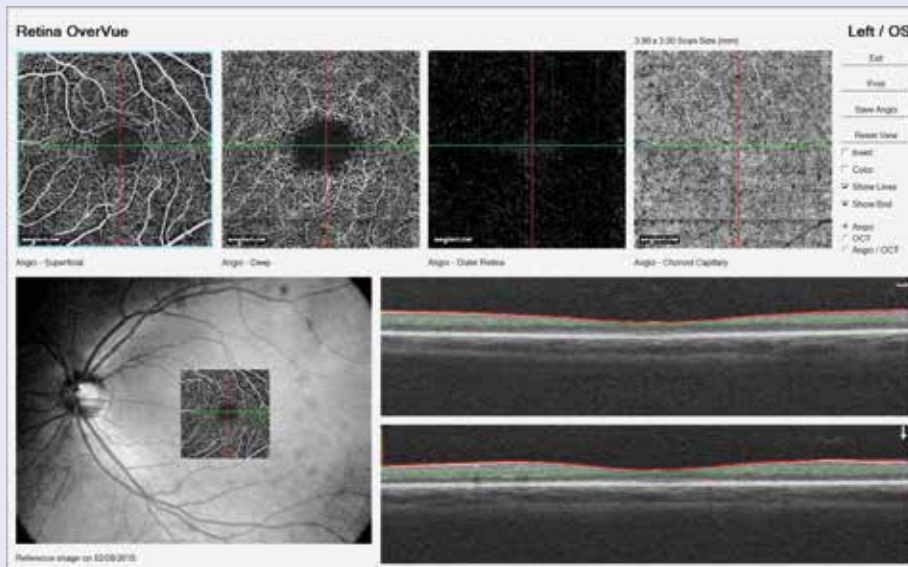 Retina OverVue
Left / OS
3.00 x 3.00 Scan Size (mm)
Exit
Print
Save Angio
Reset View
Invert
Color
Show Lines
Show Bnd
Angio
OCT
Angio / OCT
Angio - Superficial
Angio - Deep
Angio - Outer Retina
Angio - Choroid Capillary